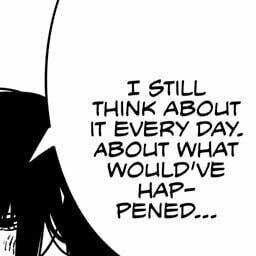 I STILL
THINK ABOUT
IT EVERY DAY.
ABOUT WHAT
WOULD'VE
HAP-
PENED...